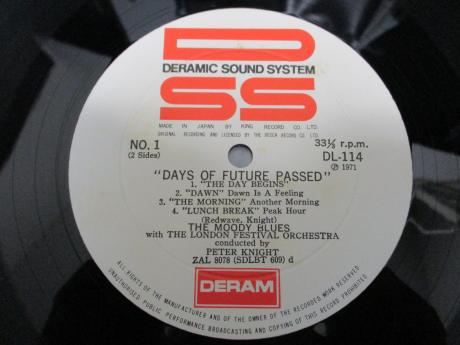 DSS
DERAMIC SOUND SYSTEM
MADE IN JAPAN BY KING RECORD CO. LTD.
ORIGINAL RECORDING AND LICENSED BY THE DECCA RECORD CO. LTD.
NO. 1
33⅓ r.p.m.
(2 Sides)
DL-114
Ⓟ 1971
"DAYS OF FUTURE PASSED"
1. "THE DAY BEGINS"
2. "DAWN" Dawn Is A Feeling
3. "THE MORNING" Another Morning
4. "LUNCH BREAK" Peak Hour
(Redwave, Knight)
THE MOODY BLUES
with THE LONDON FESTIVAL ORCHESTRA
conducted by
PETER KNIGHT
ZAL 8078 (SDLBT 609) d
DERAM
ALL RIGHTS OF THE MANUFACTURER AND OF THE OWNER OF THE RECORDED WORK RESERVED
UNAUTHORISED PUBLIC PERFORMANCE BROADCASTING AND COPYING OF THIS RECORD PROHIBITED